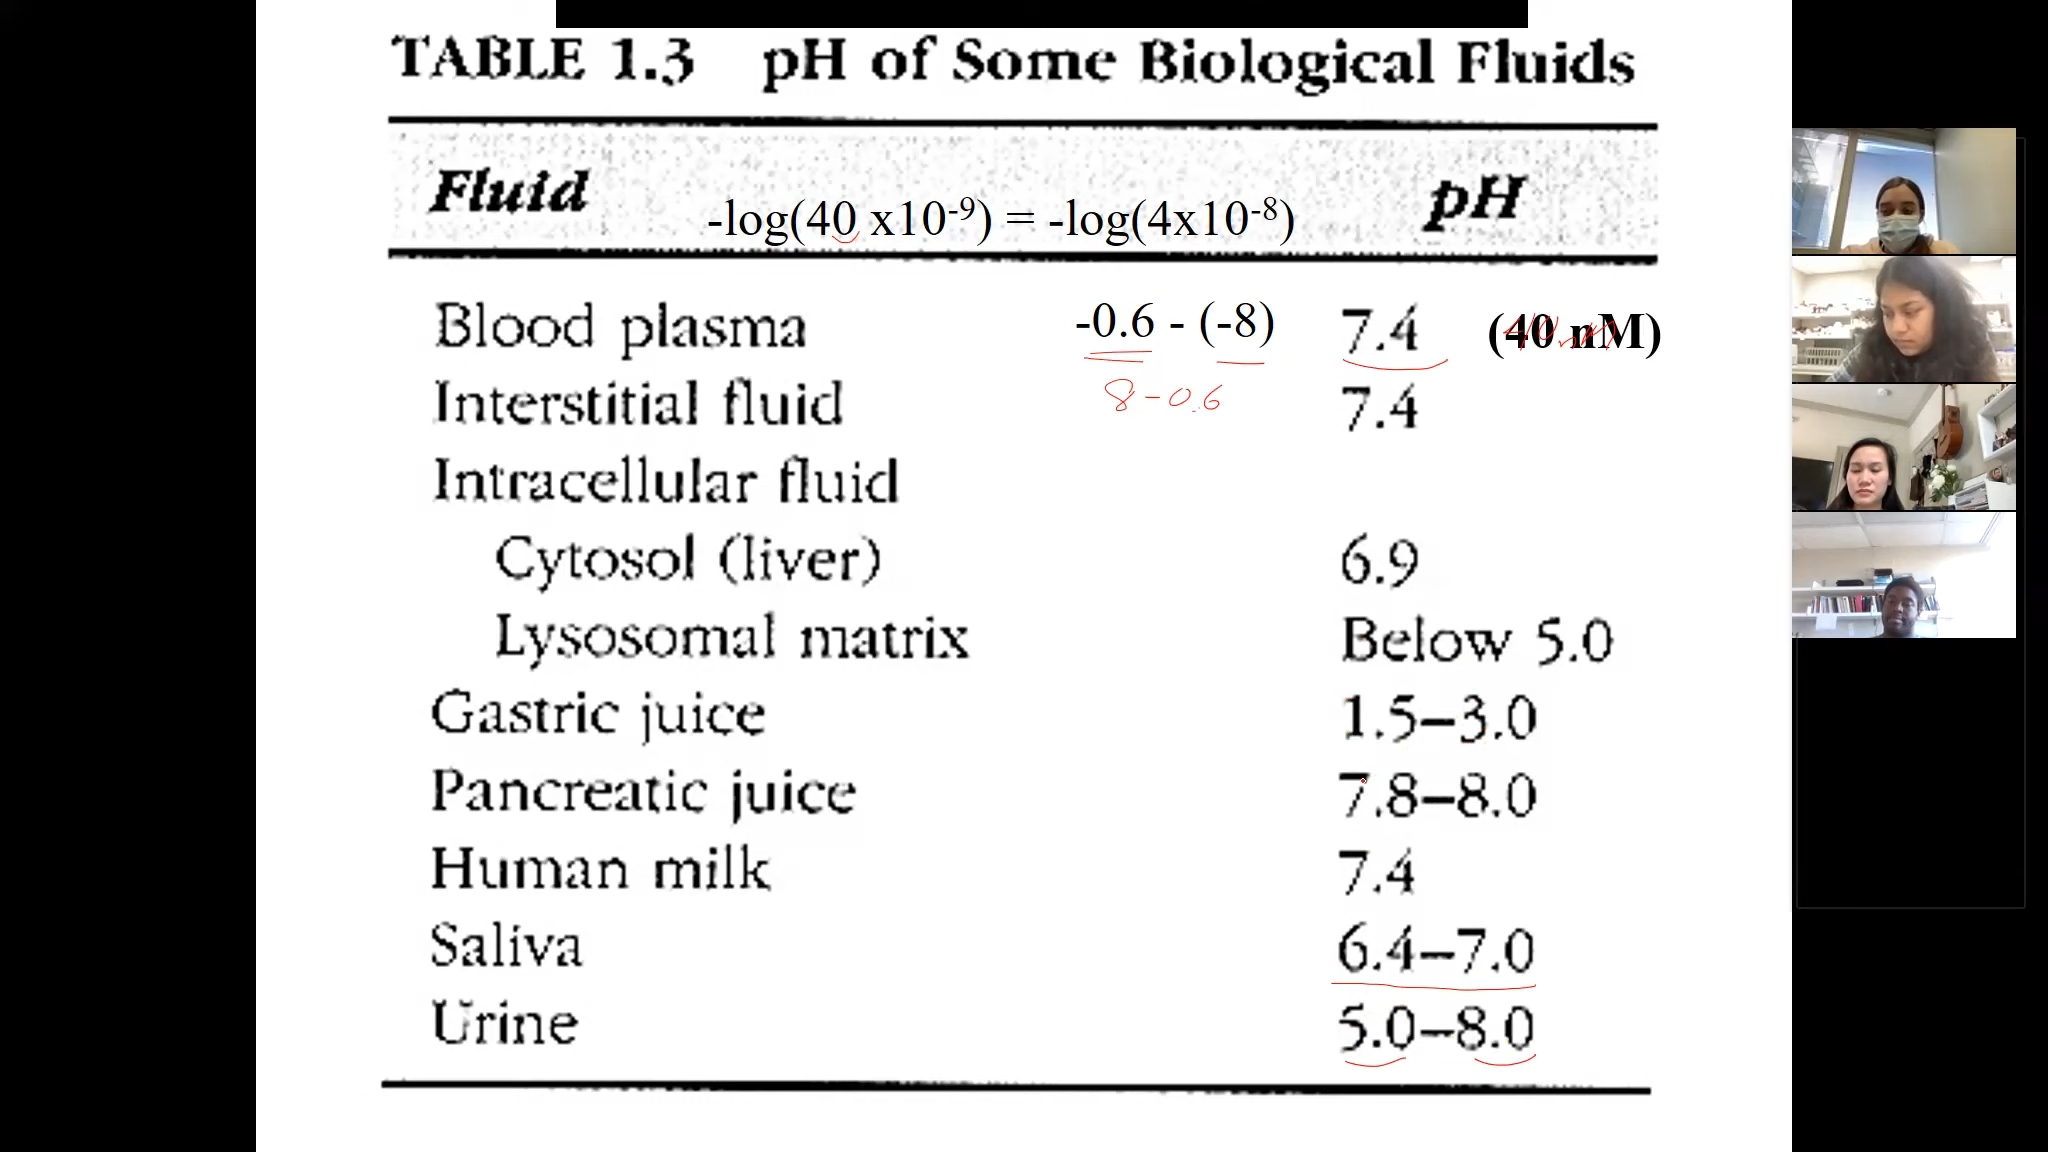 TABLE 1.3 pH of Some Biological Fluids
Fluid -log(40 x10⁻⁹) = -log(4x10⁻⁸) pH
Blood plasma -0.6 - (-8) 7.4 (40 nM)
8-0.6
Interstitial fluid 7.4
Intracellular fluid
Cytosol (liver) 6.9
Lysosomal matrix Below 5.0
Gastric juice 1.5–3.0
Pancreatic juice 7.8–8.0
Human milk 7.4
Saliva 6.4–7.0
Urine 5.0–8.0